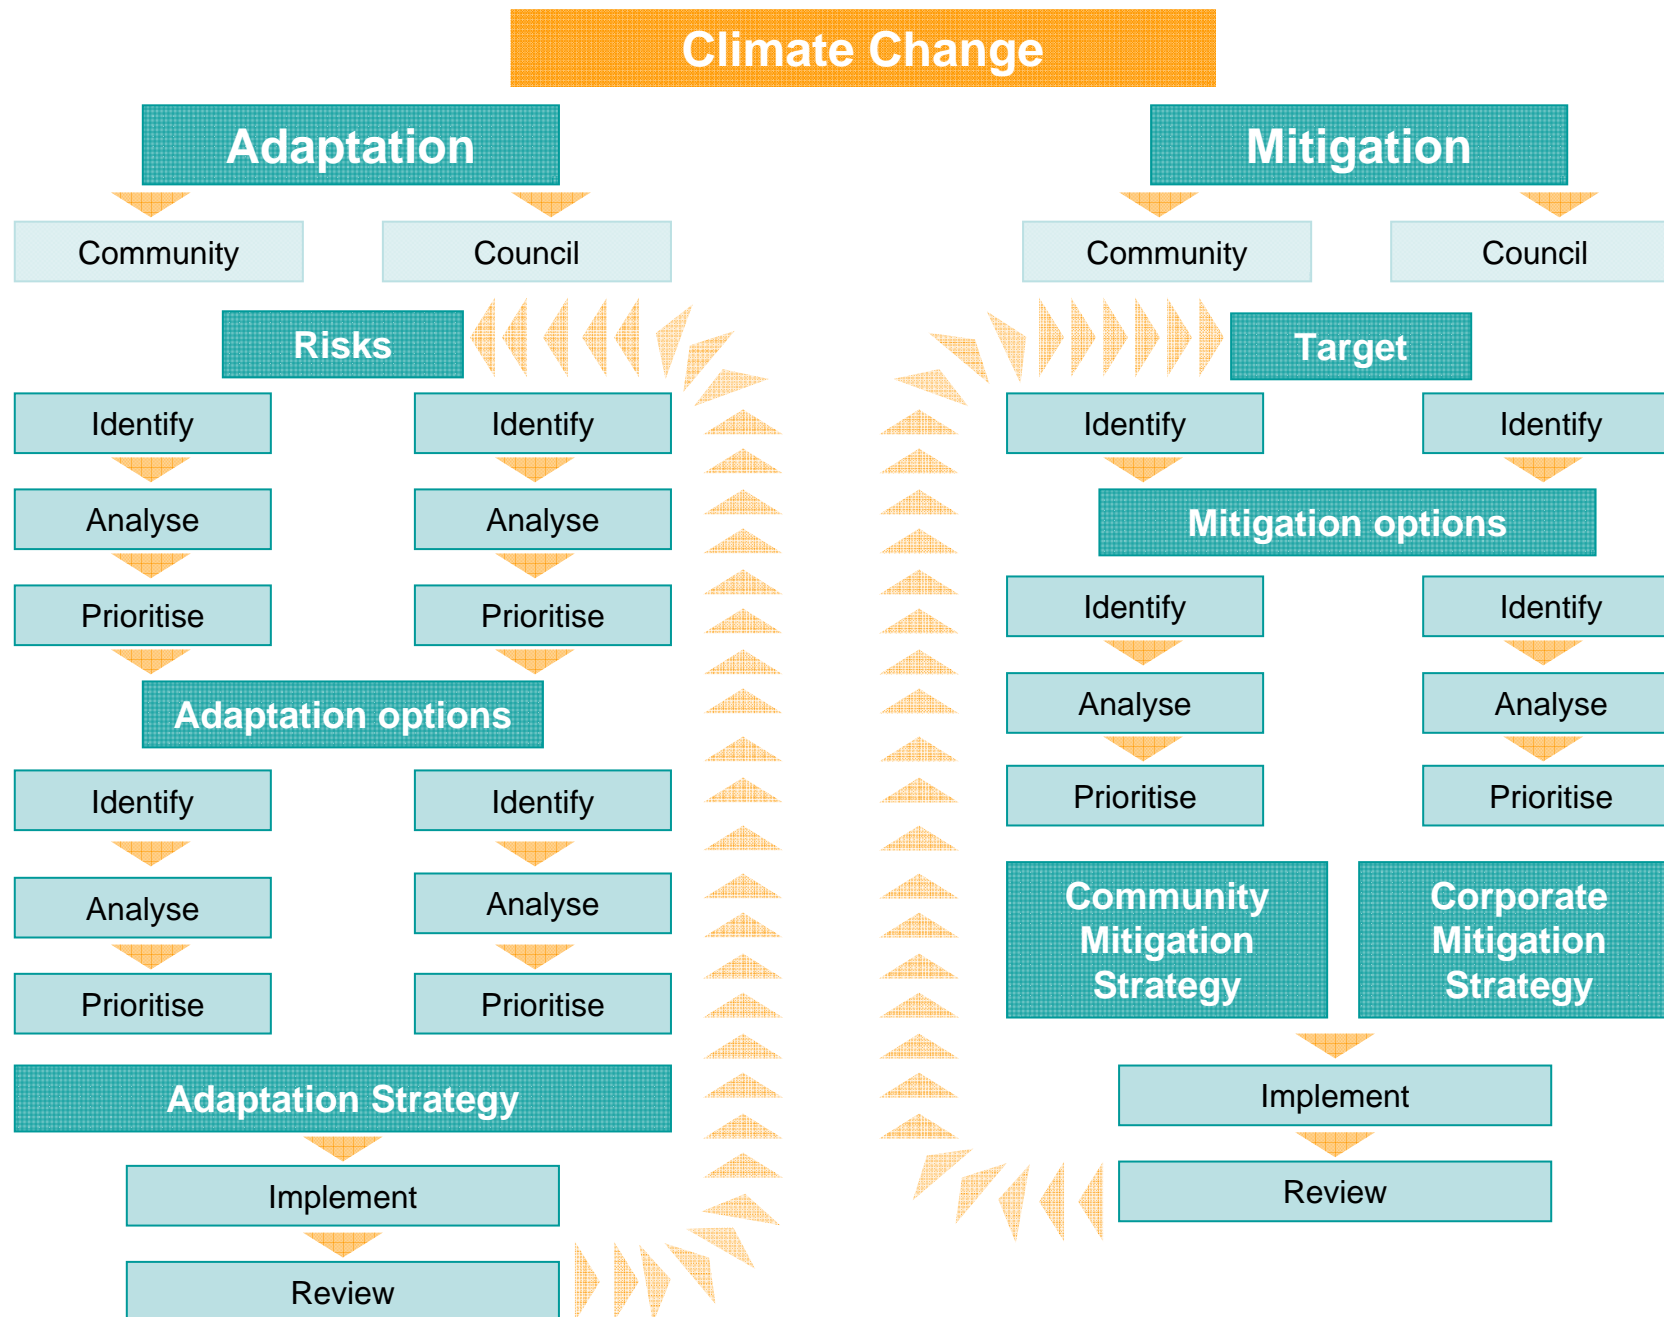 Climate Change
Adaptation
Community
Council
Risks
Identify
Identify
Analyse
Analyse
Prioritise
Prioritise
Adaptation options
Identify
Identify
Analyse
Analyse
Prioritise
Prioritise
Adaptation Strategy
Implement
Review
Mitigation
Community
Council
Target
Identify
Identify
Mitigation options
Identify
Identify
Analyse
Analyse
Prioritise
Prioritise
Community
Mitigation
Strategy
Corporate
Mitigation
Strategy
Implement
Review